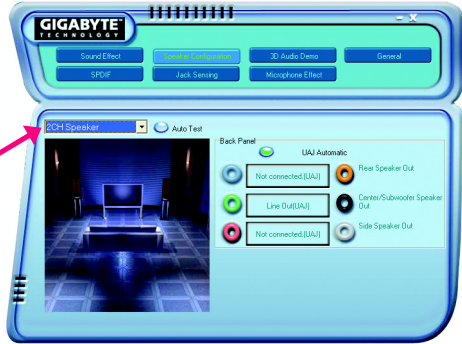 GIGABYTE™
TECHNOLOGY
Sound Effect
Speaker Configuration
3D Audio Demo
General
SPDIF
Jack Sensing
Microphone Effect
2CH Speaker
Auto Test
Back Panel
UAJ Automatic
Not connected.(UAJ)
Rear Speaker Out
Line Out(UAJ)
Center/Subwoofer Speaker
Out
Not connected.(UAJ)
Side Speaker Out